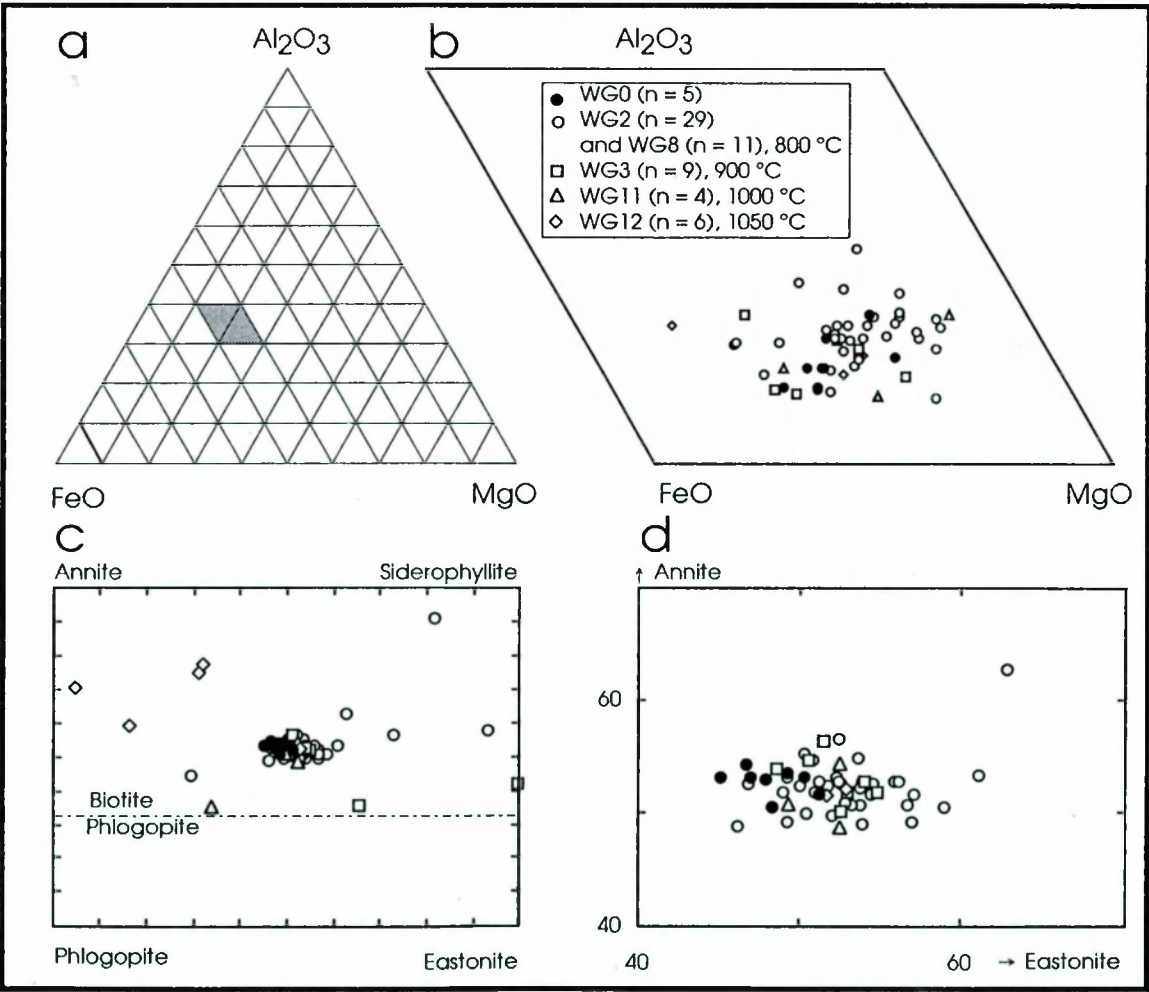 a
Al₂O₃
FeO
MgO
b
Al₂O₃
WG0 (n = 5)
WG2 (n = 29)
and WG8 (n = 11), 800 °C
WG3 (n = 9), 900 °C
WG11 (n = 4), 1000 °C
WG12 (n = 6), 1050 °C
FeO
MgO
c
Annite
Siderophyllite
Biotite
Phlogopite
Phlogopite
Eastonite
d
↑ Annite
60
40
40
60
→ Eastonite